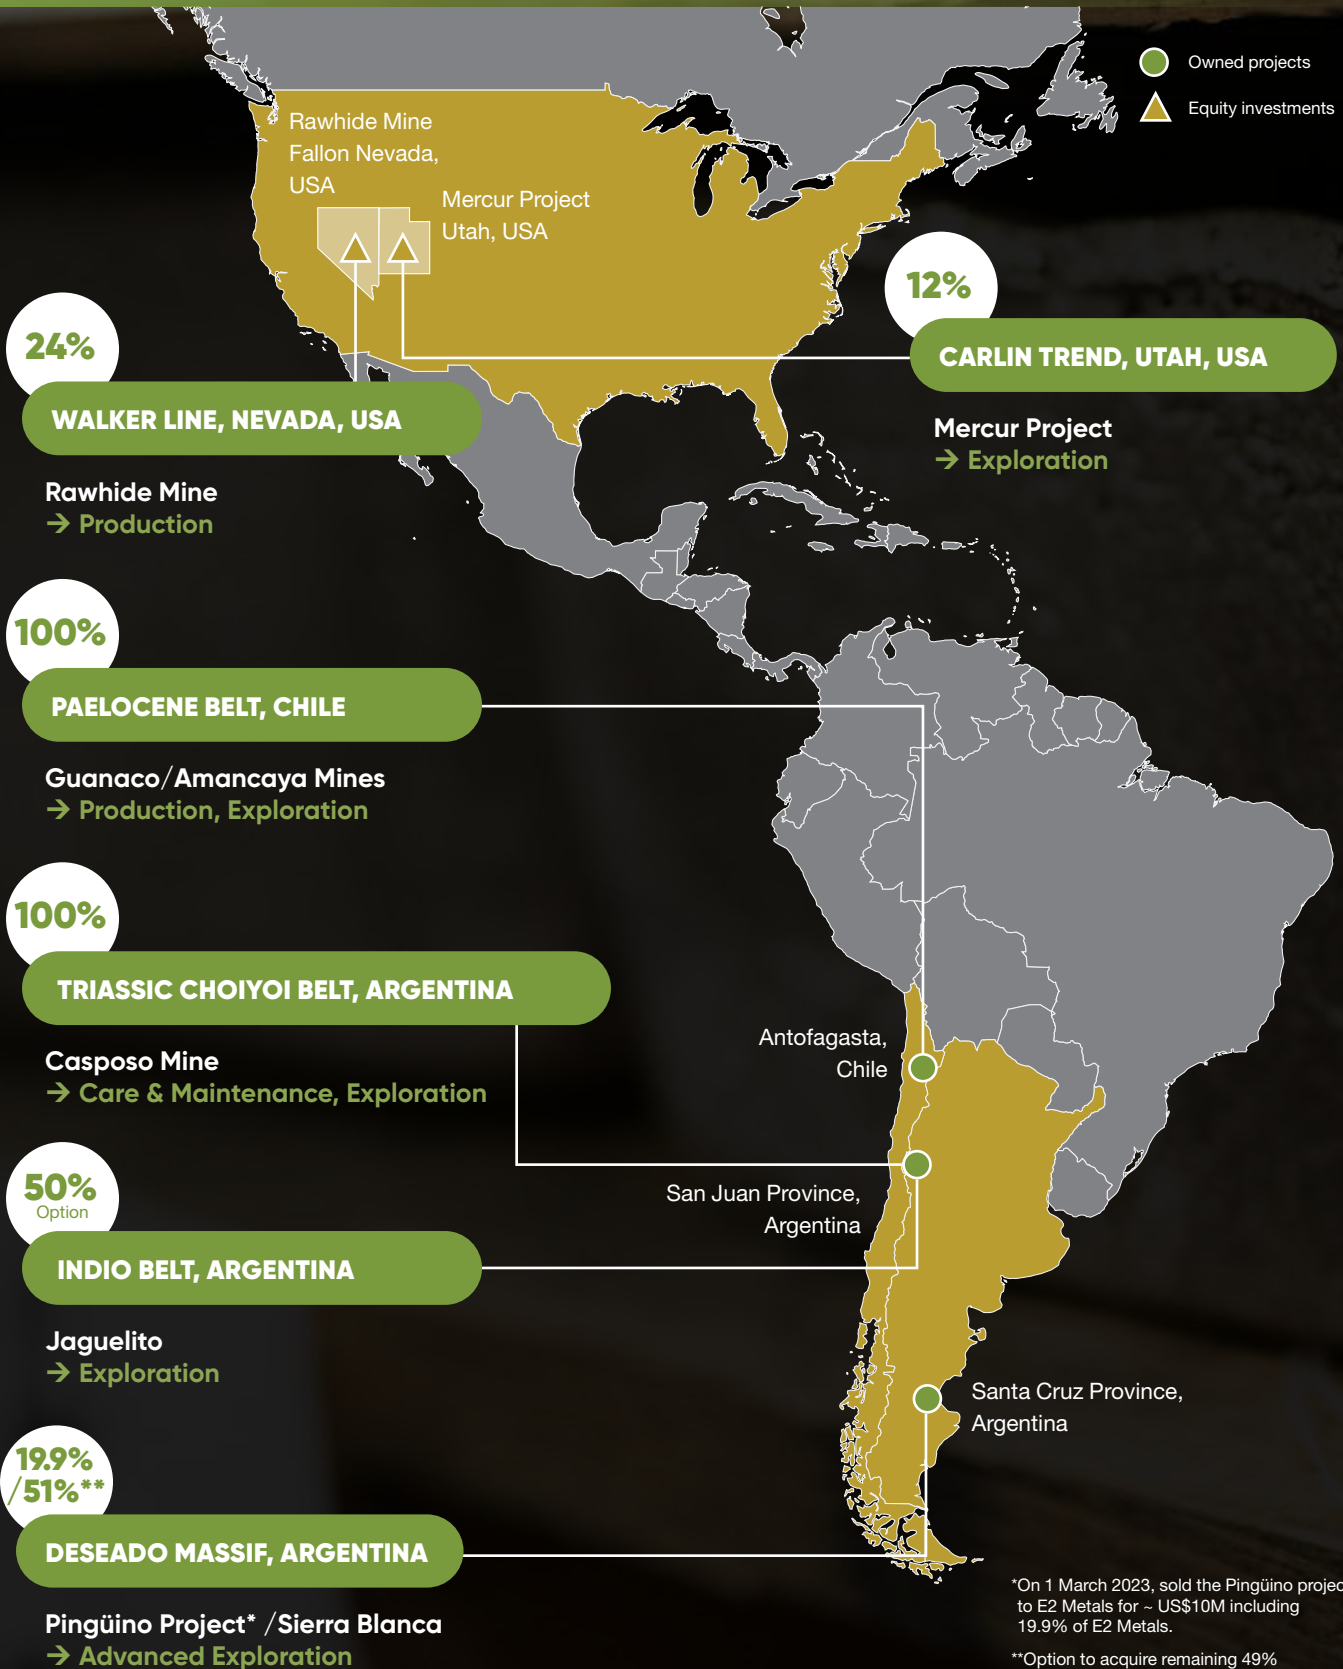 Owned projects
Equity investments
Rawhide Mine
Fallon Nevada,
USA
Mercur Project
Utah, USA
12%
CARLIN TREND, UTAH, USA
Mercur Project
→ Exploration
24%
WALKER LINE, NEVADA, USA
Rawhide Mine
→ Production
100%
PAELOCENE BELT, CHILE
Guanaco/Amancaya Mines
→ Production, Exploration
100%
TRIASSIC CHOIYOI BELT, ARGENTINA
Casposo Mine
→ Care & Maintenance, Exploration
Antofagasta,
Chile
San Juan Province,
Argentina
50%
Option
INDIO BELT, ARGENTINA
Jaguelito
→ Exploration
Santa Cruz Province,
Argentina
19.9%
/51%**
DESEADO MASSIF, ARGENTINA
Pingüino Project* /Sierra Blanca
→ Advanced Exploration
*On 1 March 2023, sold the Pingüino projec
to E2 Metals for ~ US$10M including
19.9% of E2 Metals.
**Option to acquire remaining 49%